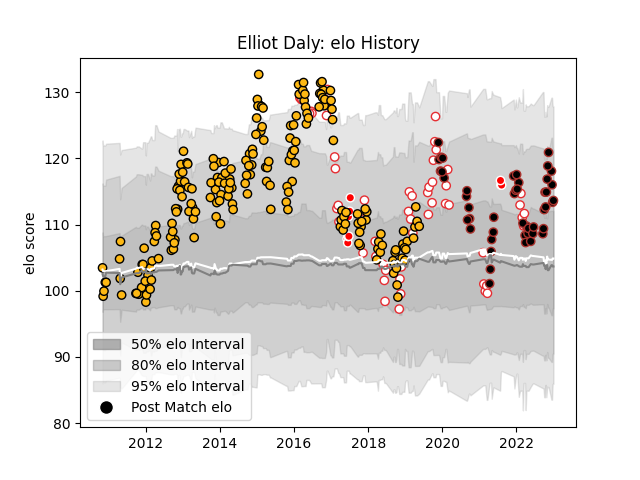 Elliot Daly: elo History
elo score
130
120
110
100
90
80
50% elo Interval
80% elo Interval
95% elo Interval
Post Match elo
2012 2014 2016 2018 2020 2022